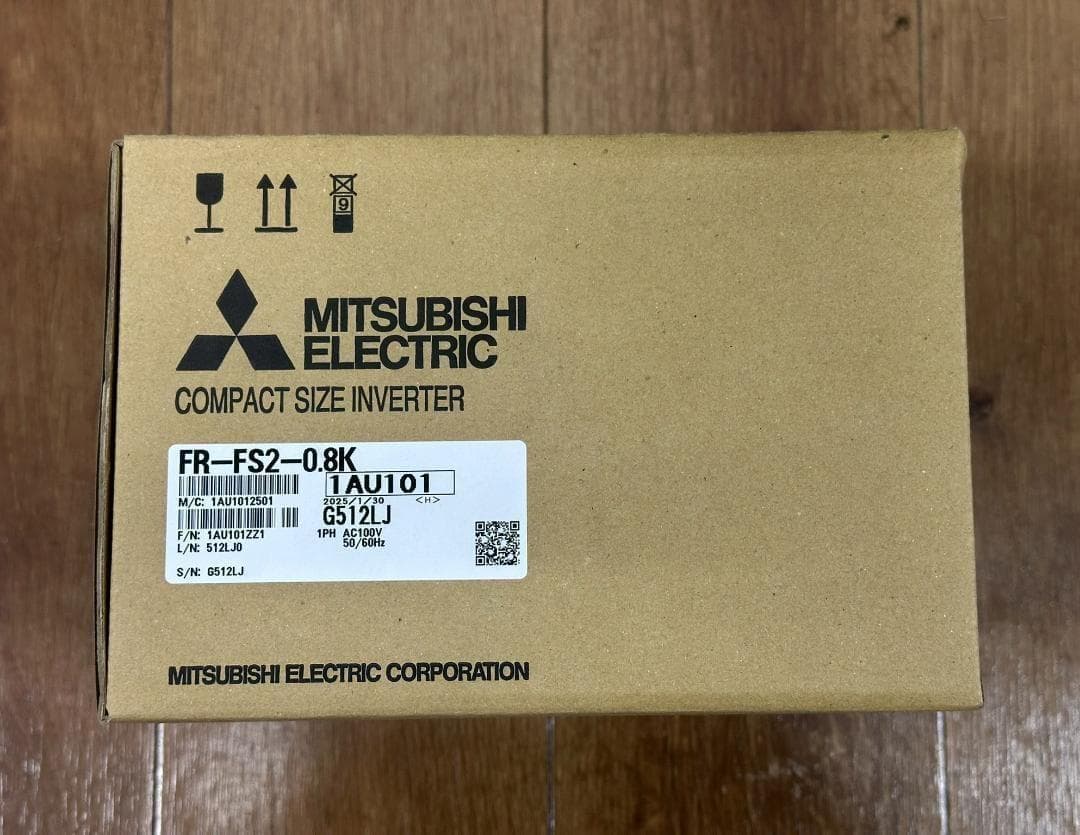 9
MITSUBISHI
ELECTRIC
COMPACT SIZE INVERTER
FR-FS2-0.8K
1AU101
M/C: 1AU1012501
2025/1/30 <H>
G512LJ
F/N: 1AU101ZZ1
1PH AC100V
L/N: 512LJ0
50/60Hz
S/N: G512LJ
MITSUBISHI ELECTRIC CORPORATION